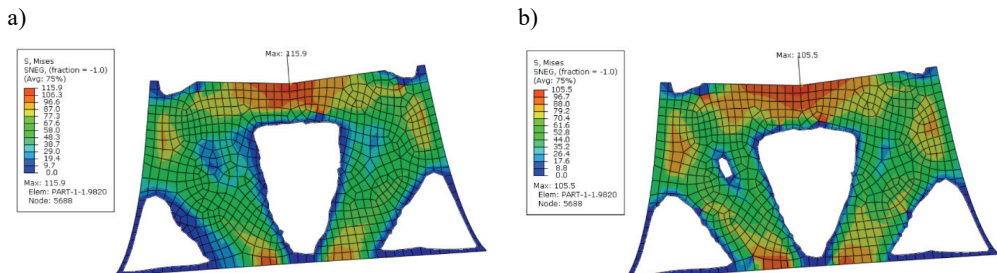 a)
Max: 115.9
S, Mises
SNEG, (fraction = -1.0)
(Avg: 75%)
115.9
106.3
96.6
87.0
77.3
67.6
58.0
48.3
38.7
29.0
19.4
9.7
0.0
Max: 115.9
Elem: PART-1-1.9820
Node: 5688
b)
Max: 105.5
S, Mises
SNEG, (fraction = -1.0)
(Avg: 75%)
105.5
96.7
88.0
79.2
70.4
61.6
52.8
44.0
35.2
26.4
17.6
8.8
0.0
Max: 105.5
Elem: PART-1-1.9820
Node: 5688